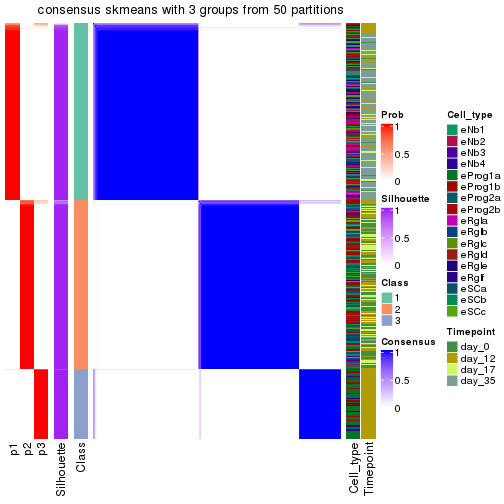 consensus skmeans with 3 groups from 50 partitions
p1
p2
p3
Silhouette
Class
Cell_type
Timepoint
Prob
1
0.5
0
Silhouette
1
0.5
0
Class
1
2
3
Consensus
1
0.5
0
Cell_type
eNb1
eNb2
eNb3
eNb4
eProg1a
eProg1b
eProg2a
eProg2b
eRgla
eRglb
eRglc
eRgld
eRgle
eRglf
eSCa
eSCb
eSCc
Timepoint
day_0
day_12
day_17
day_35